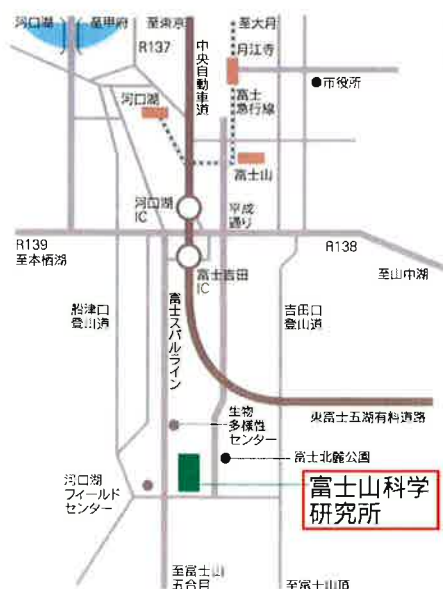 河口湖
至甲府
至東京
至大月
R137
中央自動車道
月江寺
市役所
河口湖
富士
急行線
富士山
河口湖
IC
平成
通り
R139
至本栖湖
R138
至山中湖
富士吉田
IC
船津口
登山道
富士スバルライン
吉田口
登山道
東富士五湖有料道路
生物
多様性
センター
富士北麓公園
河口湖
フィールド
センター
富士山科学
研究所
至富士山
五合目
至富士山頂